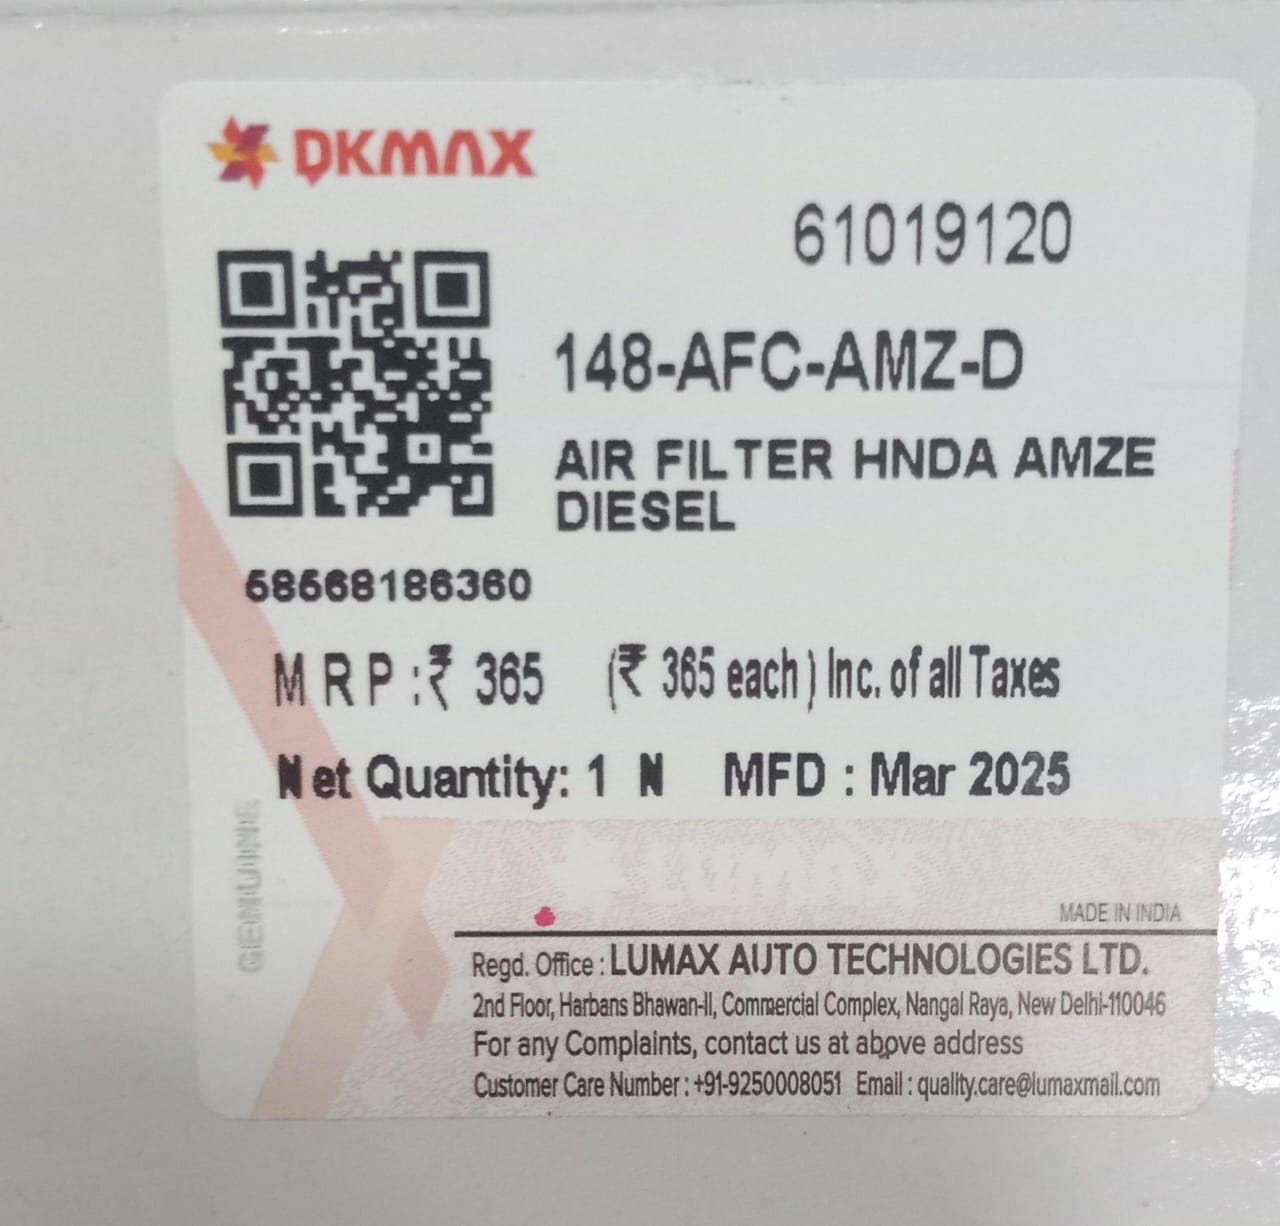 DKMAX
61019120
148-AFC-AMZ-D
AIR FILTER HNDA AMZE
DIESEL
58568186360
M R P :₹ 365 (₹ 365 each) Inc. of all Taxes
Net Quantity: 1 N MFD : Mar 2025
GENUINE
LUMAX
MADE IN INDIA
Regd. Office : LUMAX AUTO TECHNOLOGIES LTD.
2nd Floor, Harbans Bhawan-II, Commercial Complex, Nangal Raya, New Delhi-110046
For any Complaints, contact us at above address
Customer Care Number : +91-9250008051 Email : quality.care@lumaxmail.com